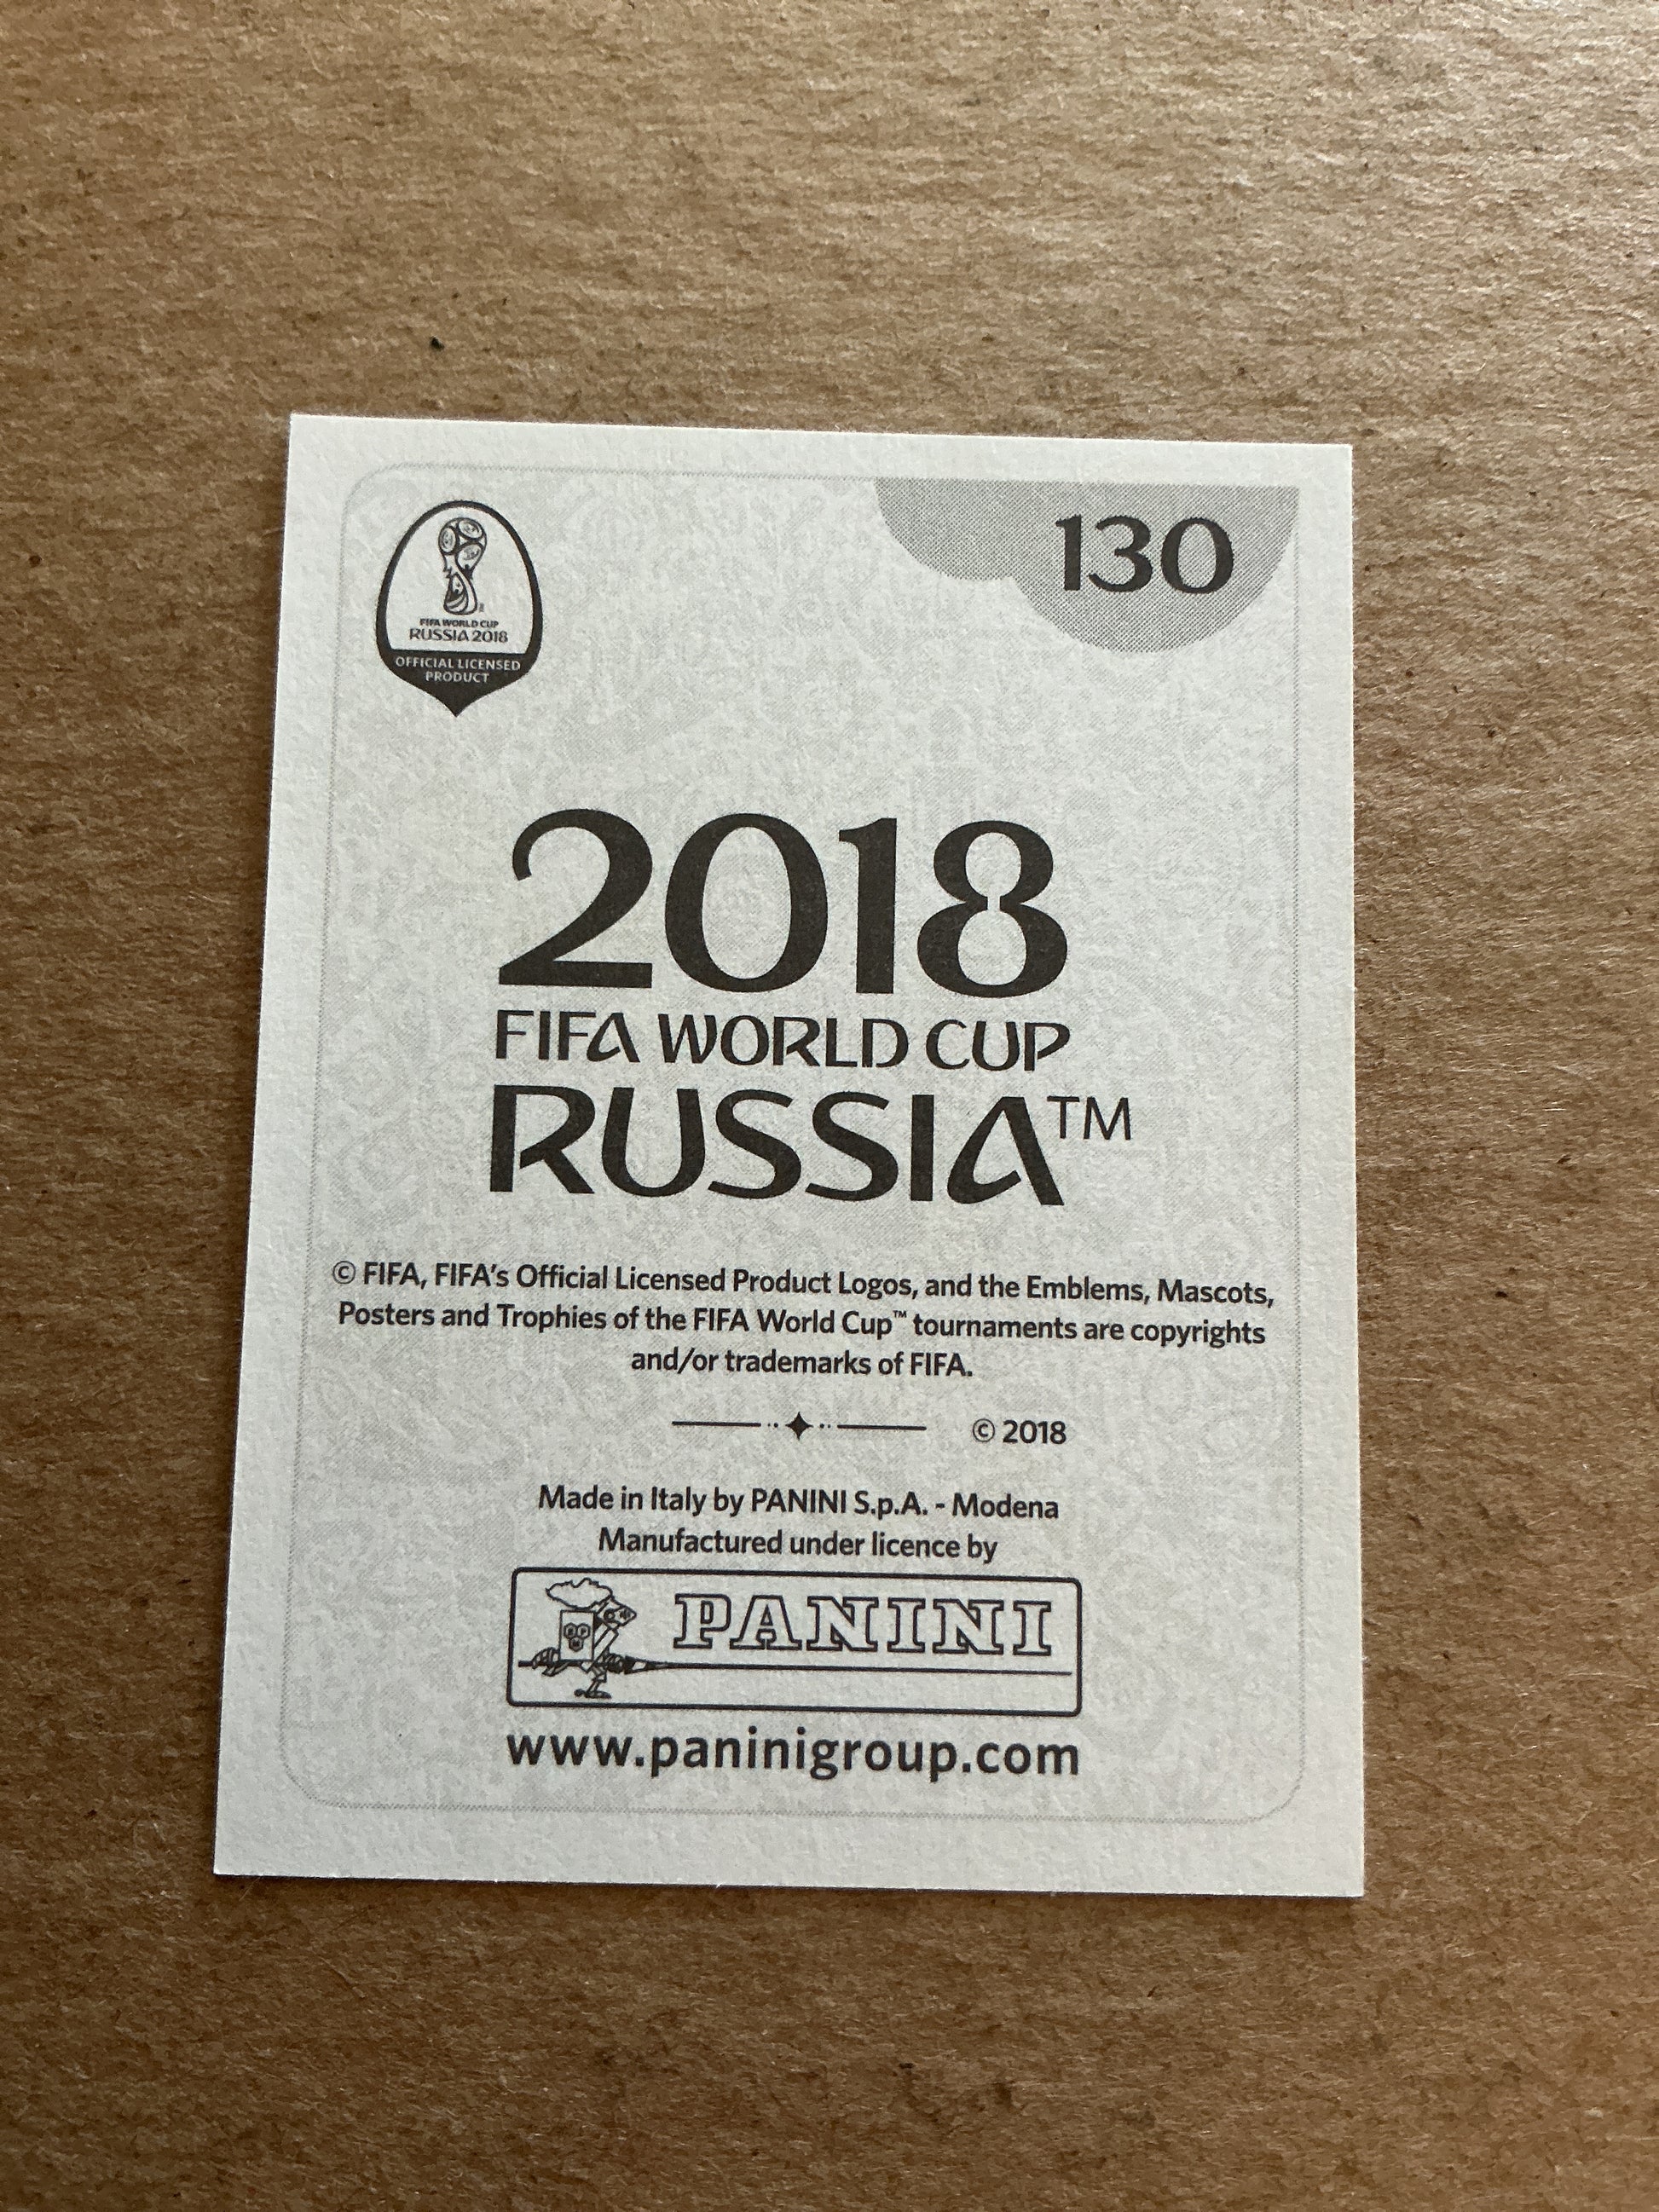 130
FIFA WORLD CUP
RUSSIA 2018
OFFICIAL LICENSED
PRODUCT
2018
FIFA WORLD CUP
RUSSIA™
© FIFA, FIFA's Official Licensed Product Logos, and the Emblems, Mascots,
Posters and Trophies of the FIFA World Cup™ tournaments are copyrights
and/or trademarks of FIFA.
© 2018
Made in Italy by PANINI S.p.A. - Modena
Manufactured under licence by
PANINI
www.paninigroup.com